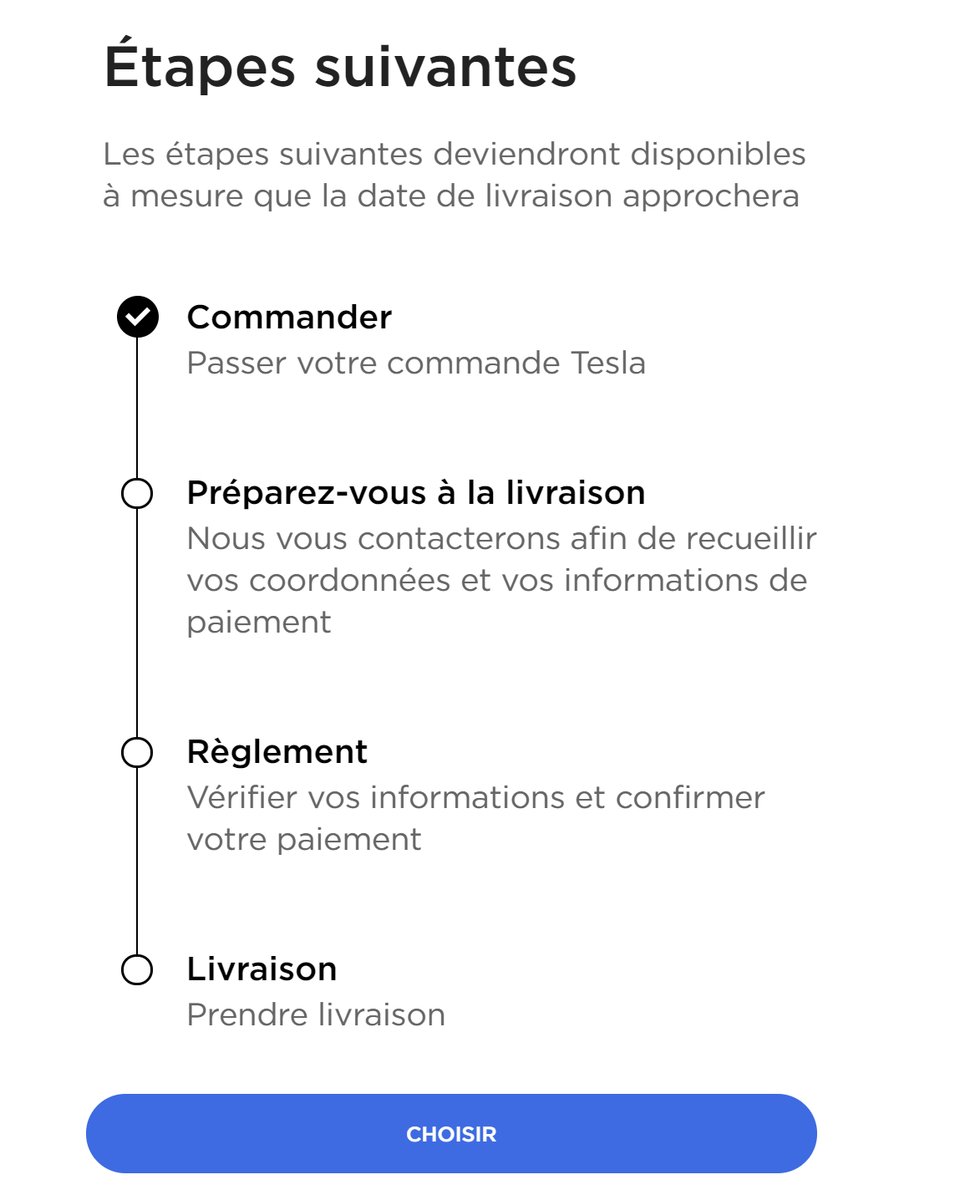 Étapes suivantes
Les étapes suivantes deviendront disponibles
à mesure que la date de livraison approchera
Commander
Passer votre commande Tesla
Préparez-vous à la livraison
Nous vous contacterons afin de recueillir
vos coordonnées et vos informations de
paiement
Règlement
Vérifier vos informations et confirmer
votre paiement
Livraison
Prendre livraison
CHOISIR